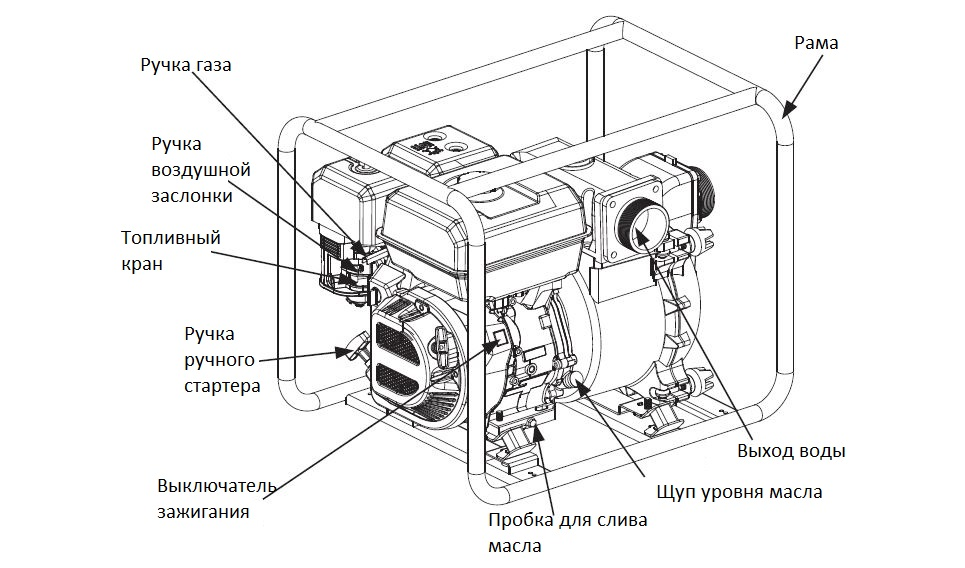 Рама
Ручка газа
Ручка
воздушной
заслонки
Топливный
кран
Ручка
ручного
стартера
Выход воды
Щуп уровня масла
Выключатель
зажигания
Пробка для слива
масла